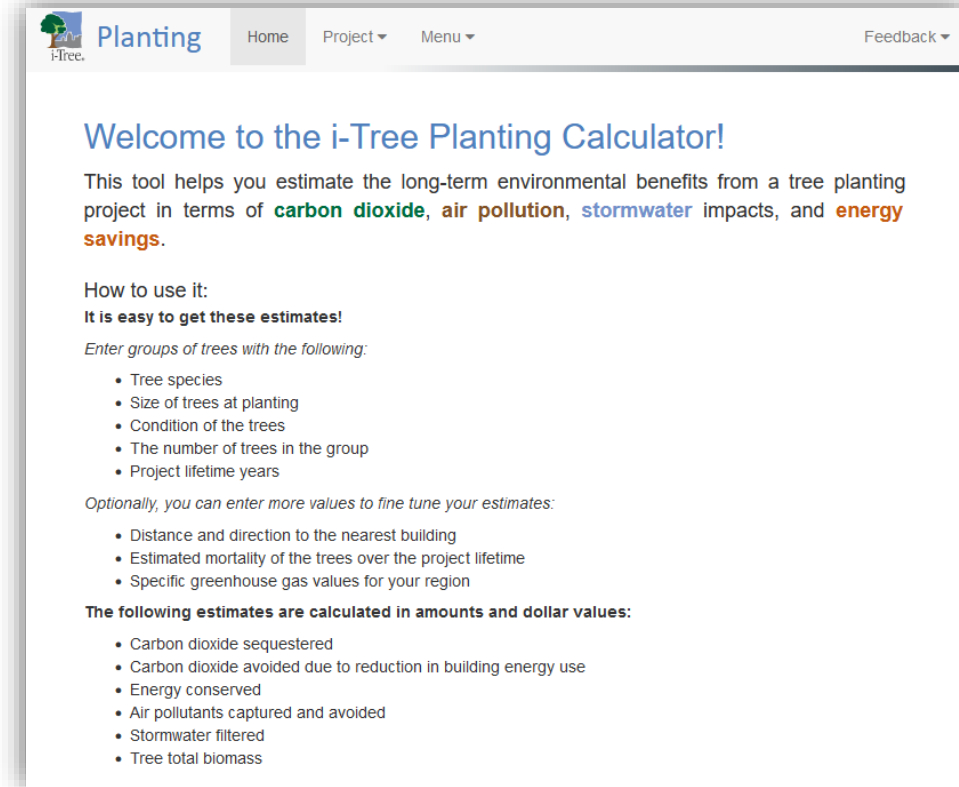 i-Tree.
Planting
Home
Project
Menu
Feedback
Welcome to the i-Tree Planting Calculator!
This tool helps you estimate the long-term environmental benefits from a tree planting
project in terms of carbon dioxide, air pollution, stormwater impacts, and energy
savings.
How to use it:
It is easy to get these estimates!
Enter groups of trees with the following:
• Tree species
• Size of trees at planting
• Condition of the trees
• The number of trees in the group
• Project lifetime years
Optionally, you can enter more values to fine tune your estimates:
• Distance and direction to the nearest building
• Estimated mortality of the trees over the project lifetime
• Specific greenhouse gas values for your region
The following estimates are calculated in amounts and dollar values:
• Carbon dioxide sequestered
• Carbon dioxide avoided due to reduction in building energy use
• Energy conserved
• Air pollutants captured and avoided
• Stormwater filtered
• Tree total biomass